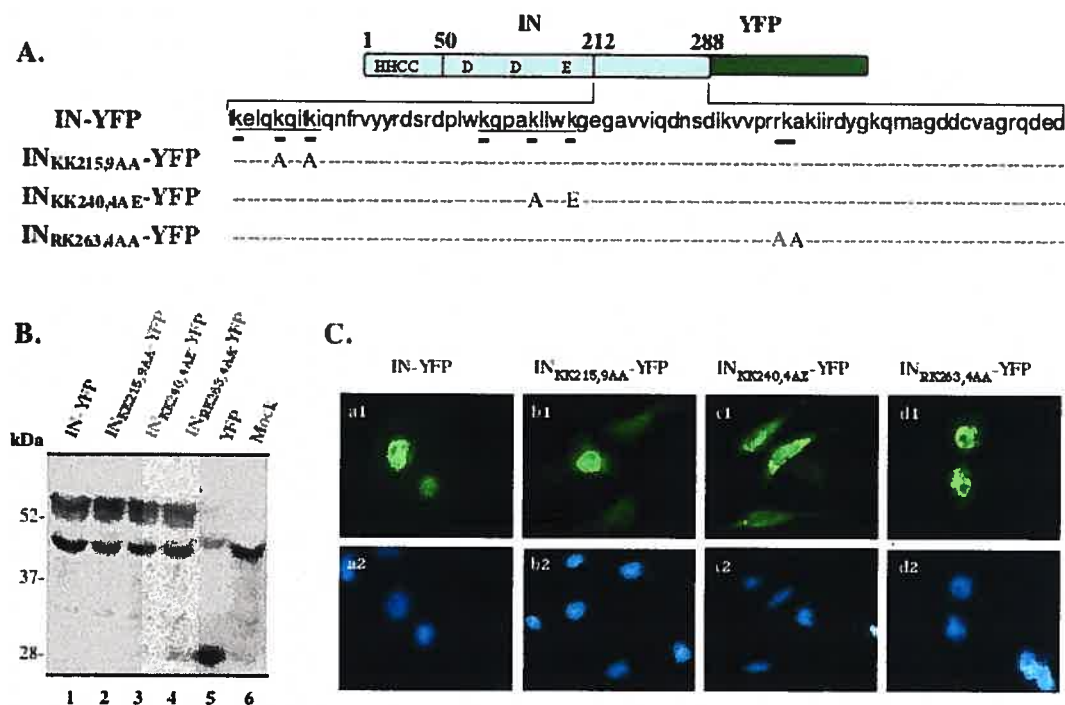 A.
IN YFP
1 50 212 288
HHCC D D E
IN-YFP fkelqkqitkiqnfrvyyrdsrdplwkqpakllwkgegavviqdnsdikvvprrkakiirdygkqmagddcvagrqded
INKK215,9AA-YFP A A
INKK240,4AE-YFP A E
INRK263,4AA-YFP A A
B.
IN-YFP INKK215,9AA-YFP INKK240,4AE-YFP INRK263,4AA-YFP YFP Mock
kDa
52-
37-
28-
1 2 3 4 5 6
C.
IN-YFP INKK215,9AA-YFP INKK240,4AE-YFP INRK263,4AA-YFP
a1 b1 c1 d1
a2 b2 c2 d2